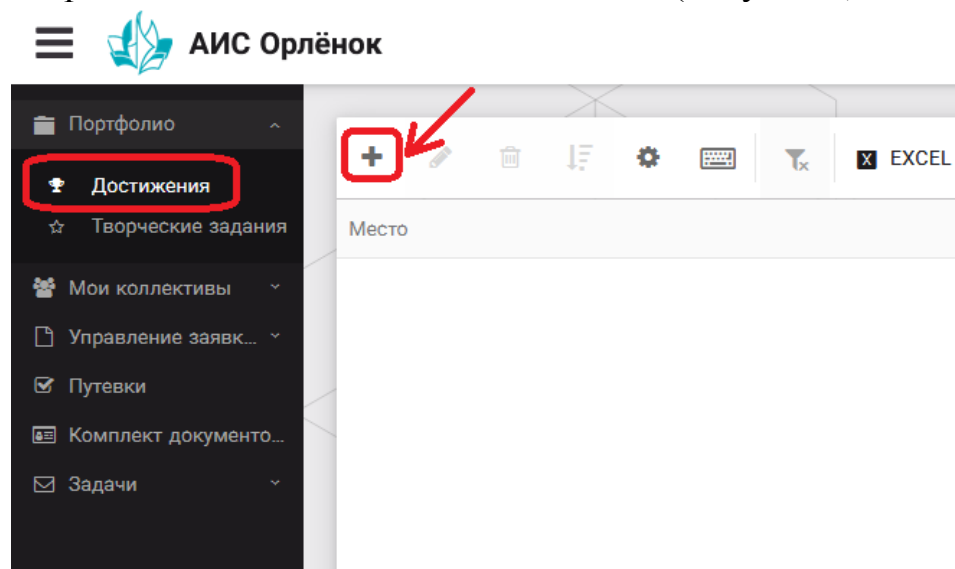 АИС Орлёнок
Портфолио
Достижения
Творческие задания
Мои коллективы
Управление заявк...
Путевки
Комплект документо...
Задачи
X EXCEL
Место